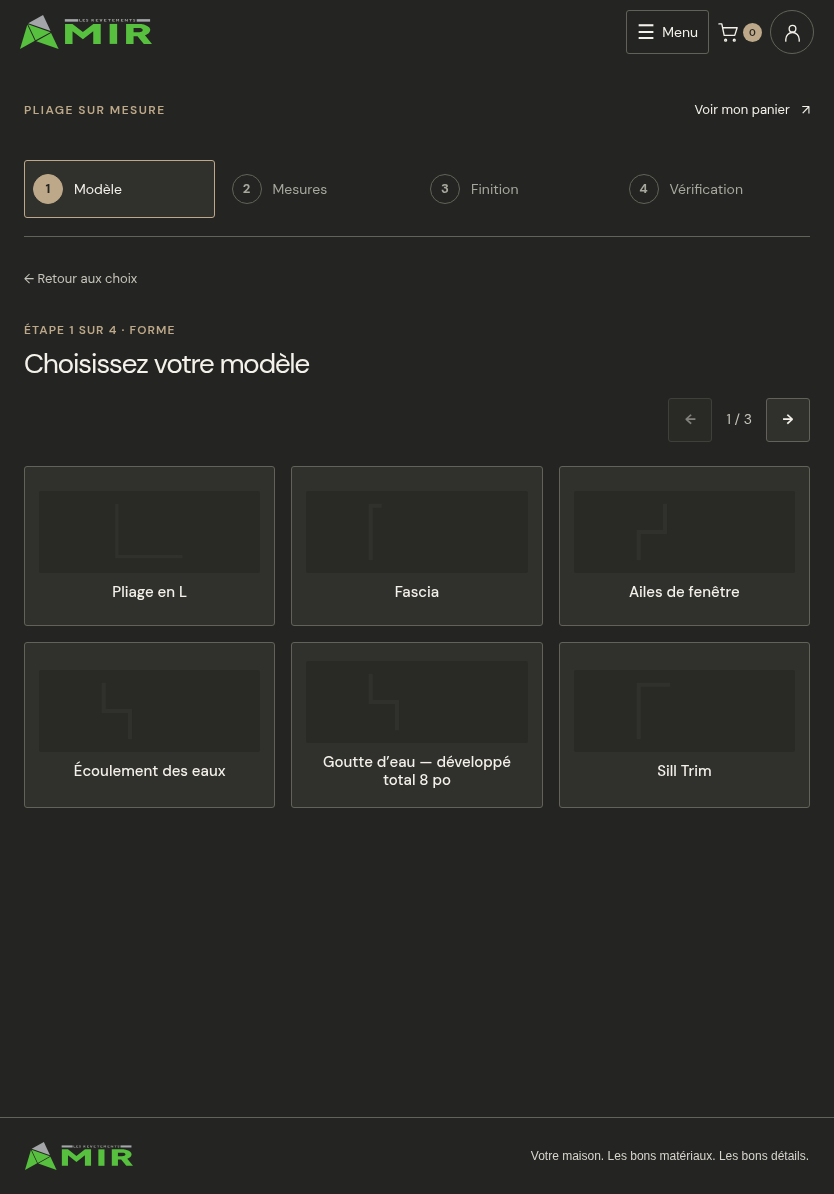 LES REVÊTEMENTS
MIR
Menu
0
PLIAGE SUR MESURE
Voir mon panier
1 Modèle
2 Mesures
3 Finition
4 Vérification
← Retour aux choix
ÉTAPE 1 SUR 4 · FORME
Choisissez votre modèle
← 1 / 3 →
Pliage en L
Fascia
Ailes de fenêtre
Écoulement des eaux
Goutte d’eau — développé
total 8 po
Sill Trim
LES REVÊTEMENTS
MIR
Votre maison. Les bons matériaux. Les bons détails.